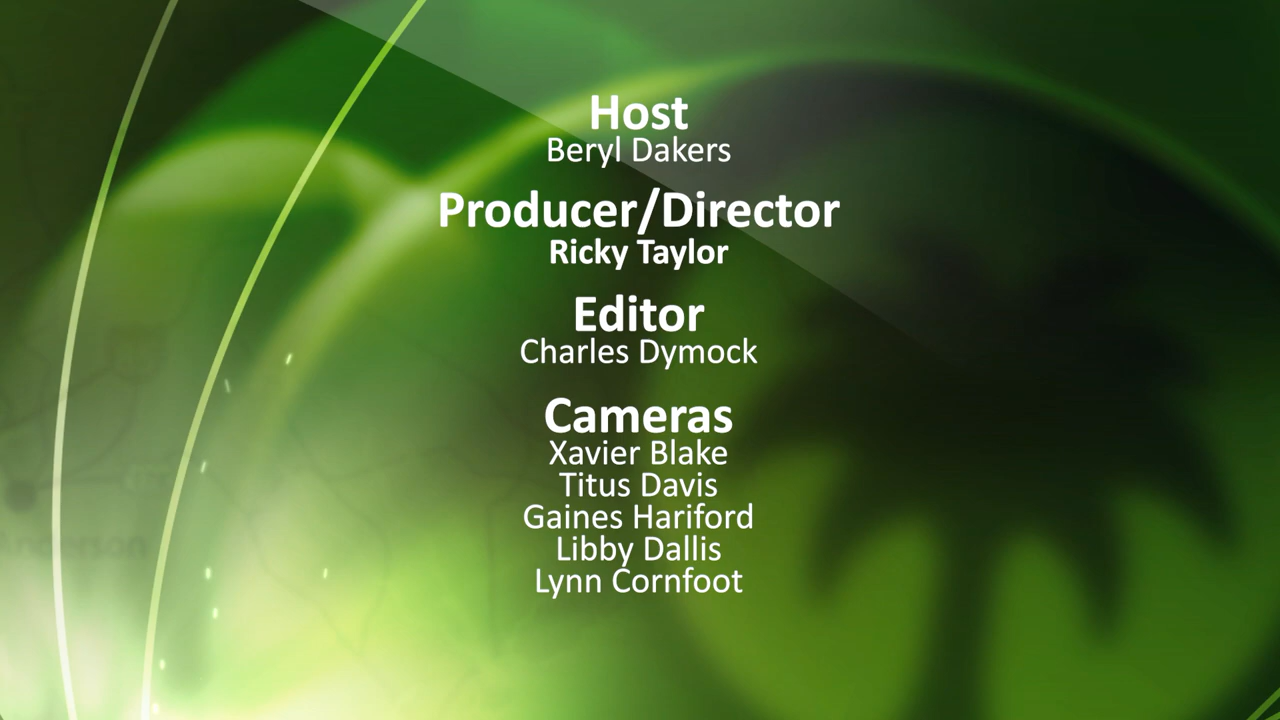 Host
Beryl Dakers
Producer/Director
Ricky Taylor
Editor
Charles Dymock
Cameras
Xavier Blake
Titus Davis
Gaines Hariford
Libby Dallis
Lynn Cornfoot
Anderson